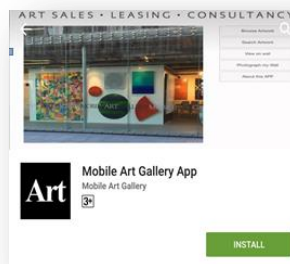 ART SALES • LEASING • CONSULTANCY
Browse Artwork
Search Artwork
View on wall
Photograph my Wall
About this APP
Art
Mobile Art Gallery App
Mobile Art Gallery
3+
INSTALL